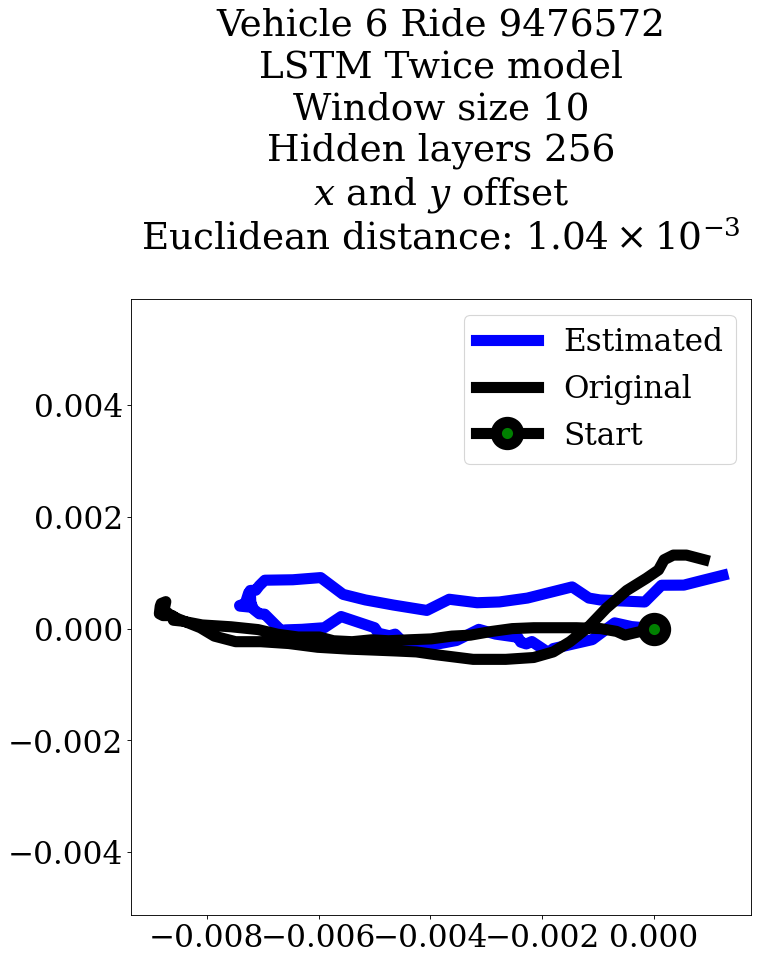 Vehicle 6 Ride 9476572
LSTM Twice model
Window size 10
Hidden layers 256
x and y offset
Euclidean distance: 1.04 × 10⁻³
Estimated
Original
Start
0.004
0.002
0.000
−0.002
−0.004
−0.008 −0.006 −0.004 −0.002 0.000